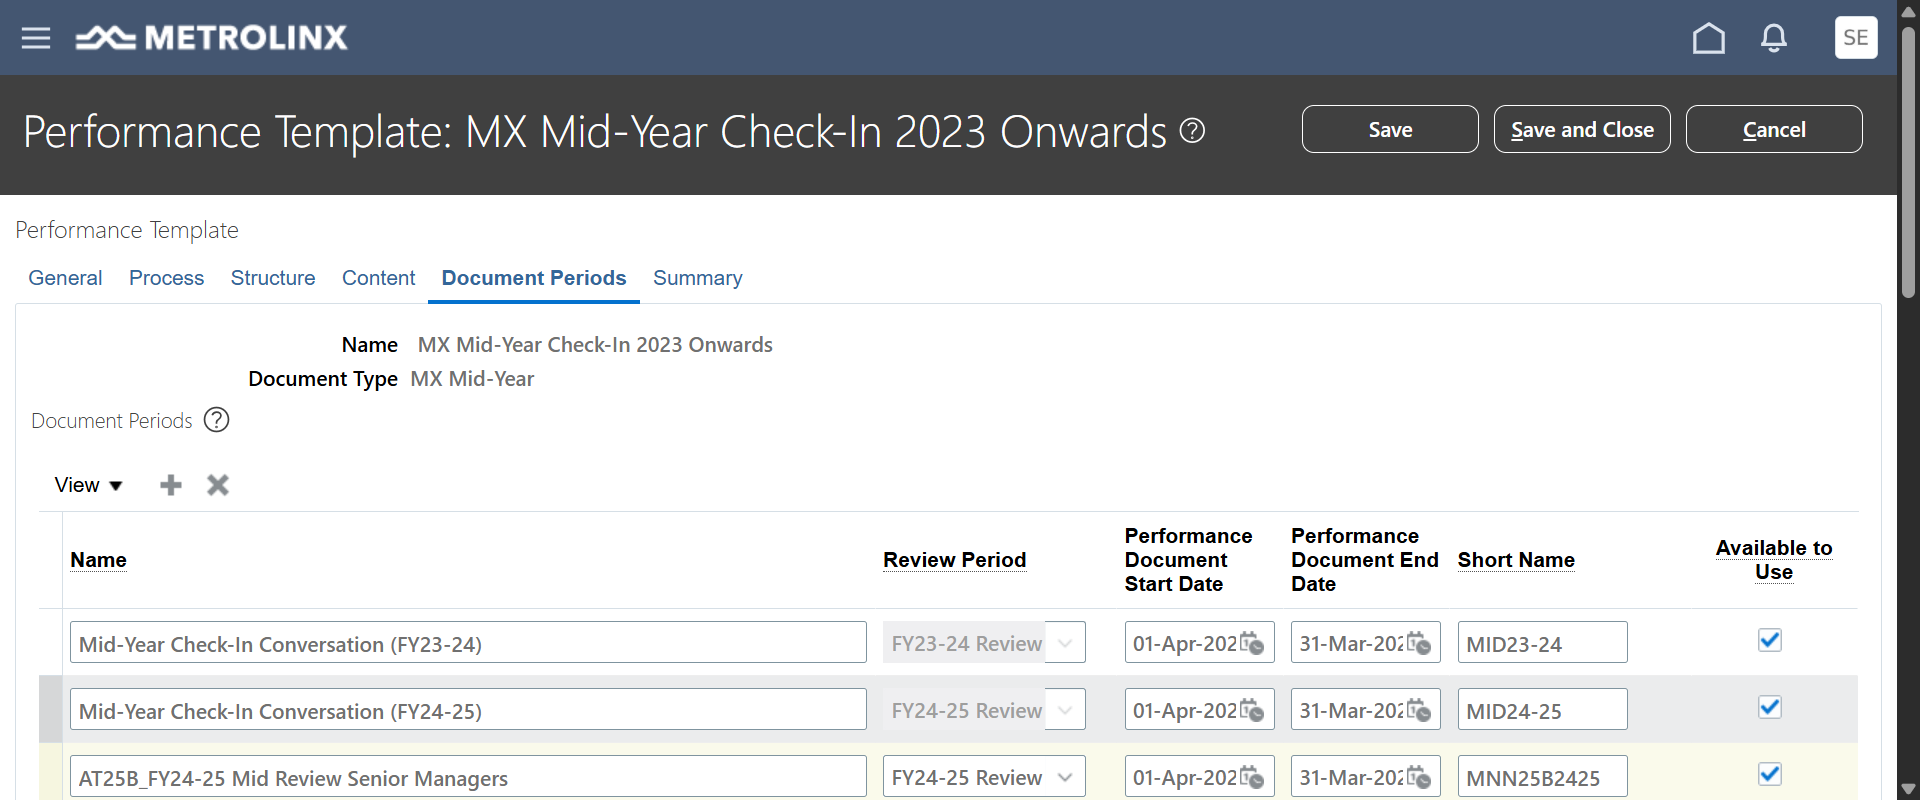 METROLINX
SE
Performance Template: MX Mid-Year Check-In 2023 Onwards
Save
Save and Close
Cancel
Performance Template
General Process Structure Content Document Periods Summary
Name MX Mid-Year Check-In 2023 Onwards
Document Type MX Mid-Year
Document Periods
View
Name Review Period Performance Document Start Date Performance Document End Date Short Name Available to Use
Mid-Year Check-In Conversation (FY23-24) FY23-24 Review 01-Apr-202 31-Mar-202 MID23-24
Mid-Year Check-In Conversation (FY24-25) FY24-25 Review 01-Apr-202 31-Mar-202 MID24-25
AT25B_FY24-25 Mid Review Senior Managers FY24-25 Review 01-Apr-202 31-Mar-202 MNN25B2425